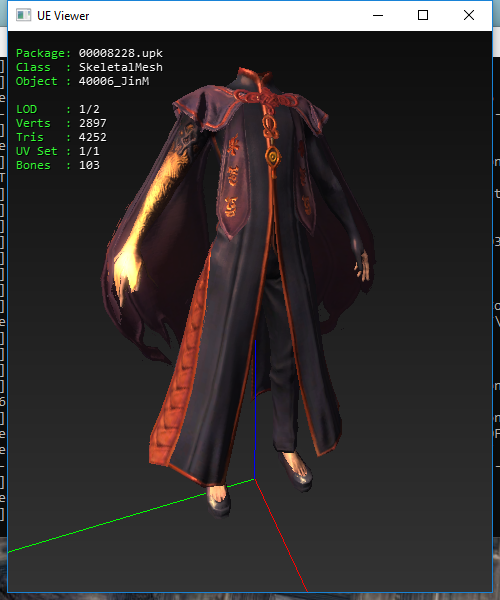 UE Viewer
Package: 00008228.upk
Class  : SkeletalMesh
Object : 40006_JinM
LOD    : 1/2
Verts  : 2897
Tris   : 4252
UV Set : 1/1
Bones  : 103